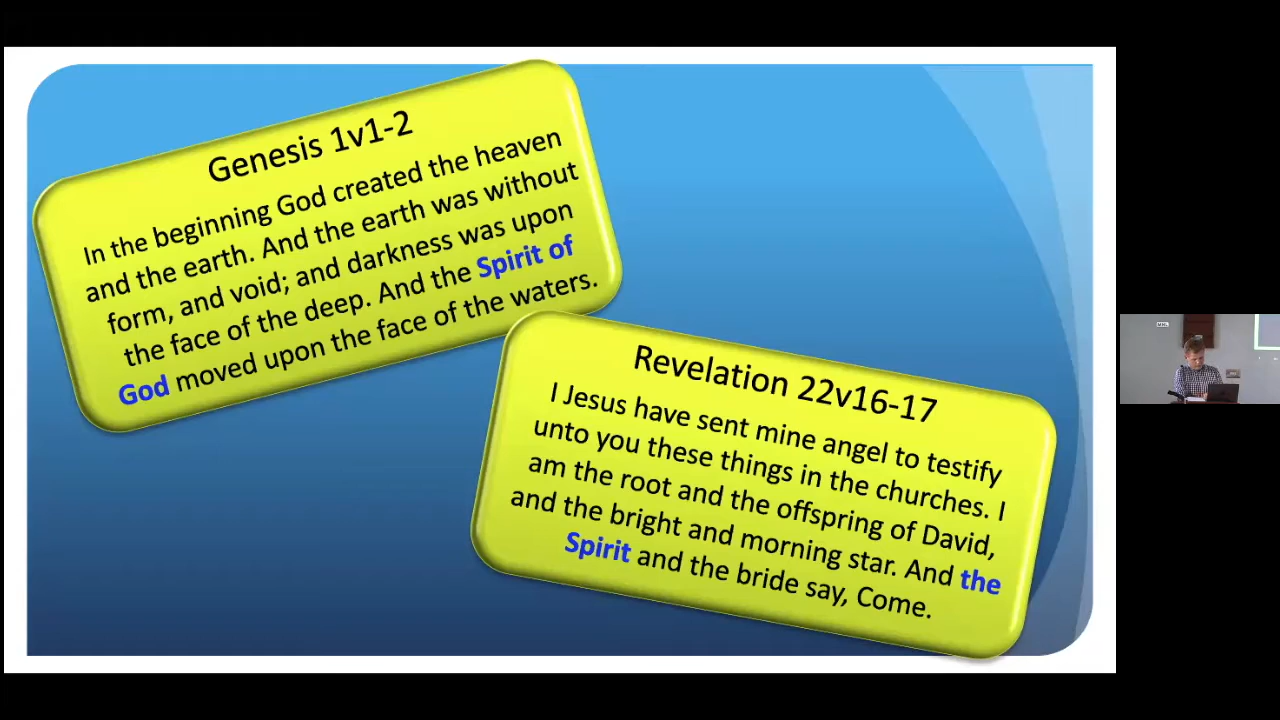 Genesis 1v1-2
In the beginning God created the heaven
and the earth. And the earth was without
form, and void; and darkness was upon
the face of the deep. And the Spirit of
God moved upon the face of the waters.
Revelation 22v16-17
I Jesus have sent mine angel to testify
unto you these things in the churches. I
am the root and the offspring of David,
and the bright and morning star. And the
Spirit and the bride say, Come.